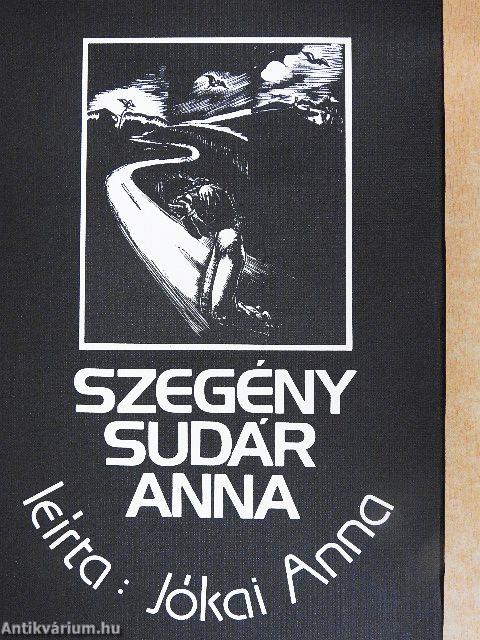 SZEGÉNY
SUDÁR
ANNA
leírta: Jókai Anna
Antikvárium.hu